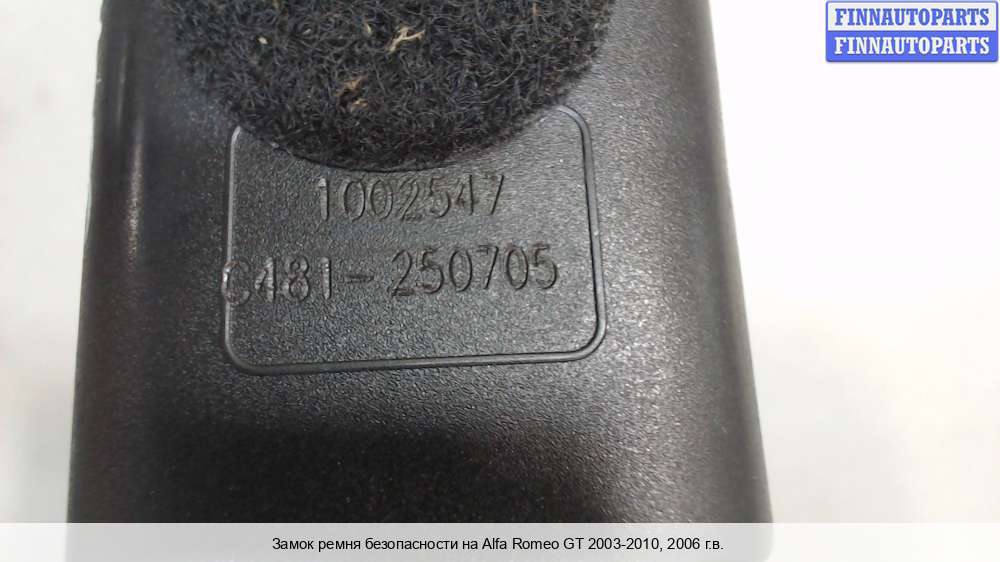 FINNAUTOPARTS
FINNAUTOPARTS
1002547
C481-250705
Замок ремня безопасности на Alfa Romeo GT 2003-2010, 2006 г.в.